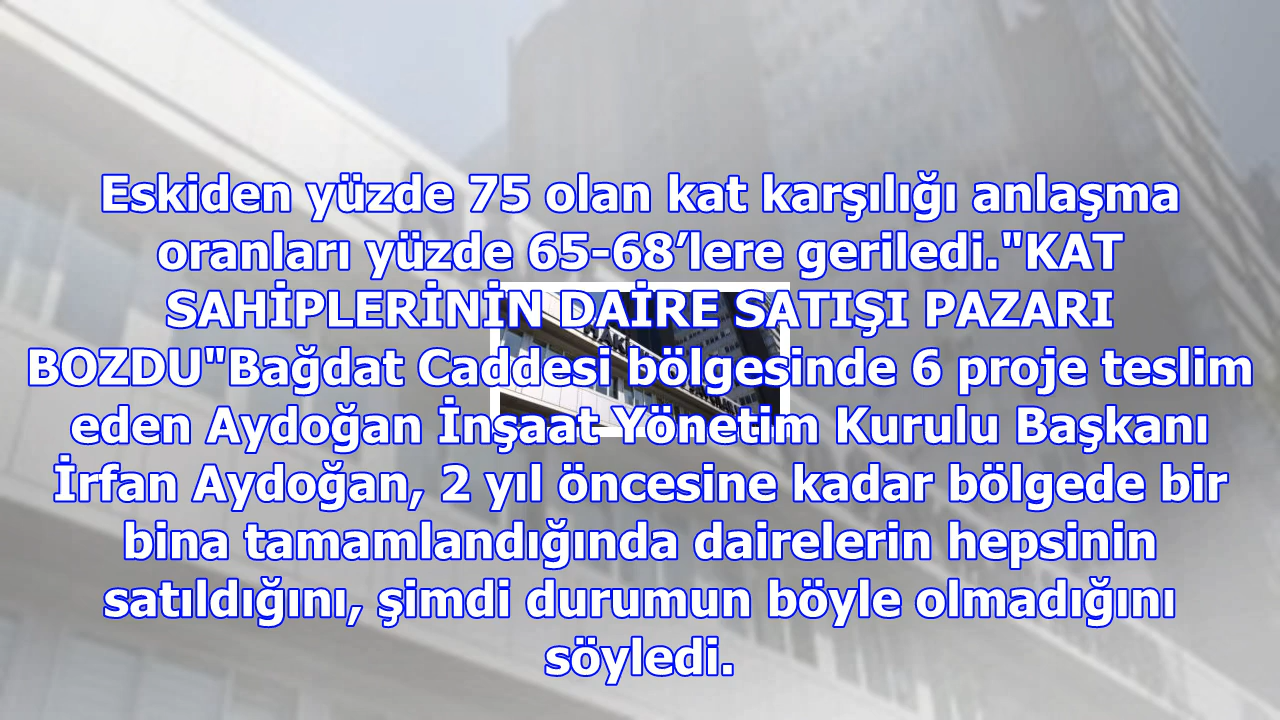 Eskiden yüzde 75 olan kat karşılığı anlaşma
oranları yüzde 65-68’lere geriledi."KAT
SAHİPLERİNİN DAİRE SATIŞI PAZARI
BOZDU"Bağdat Caddesi bölgesinde 6 proje teslim
eden Aydoğan İnşaat Yönetim Kurulu Başkanı
İrfan Aydoğan, 2 yıl öncesine kadar bölgede bir
bina tamamlandığında dairelerin hepsinin
satıldığını, şimdi durumun böyle olmadığını
söyledi.